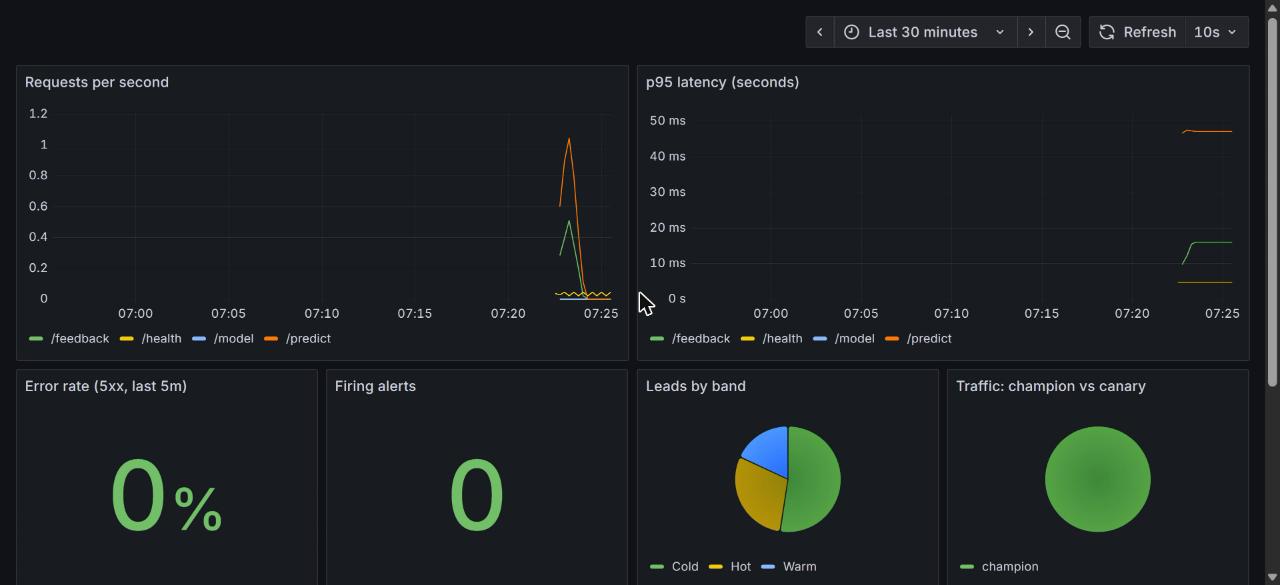 Last 30 minutes Refresh 10s
Requests per second
1.2
1
0.8
0.6
0.4
0.2
0
07:00 07:05 07:10 07:15 07:20 07:25
/feedback /health /model /predict
p95 latency (seconds)
50 ms
40 ms
30 ms
20 ms
10 ms
0 s
07:00 07:05 07:10 07:15 07:20 07:25
/feedback /health /model /predict
Error rate (5xx, last 5m)
0%
Firing alerts
0
Leads by band
Cold Hot Warm
Traffic: champion vs canary
champion